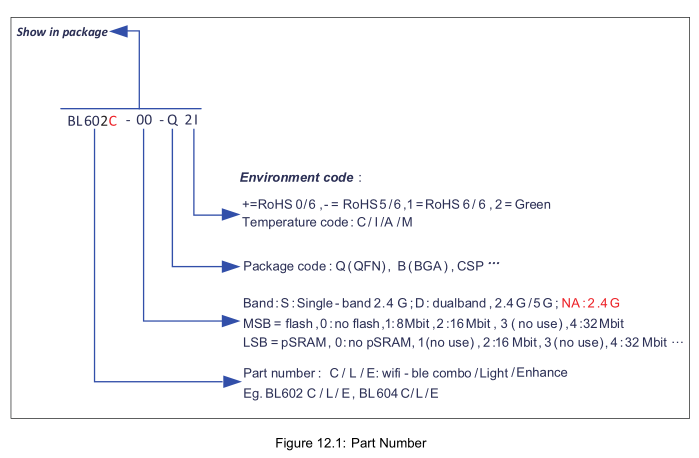 Show in package
BL602C - 00 - Q 2I
Environment code :
+=RoHS 0/6 ,- = RoHS 5/6 ,1 = RoHS 6/6 , 2 = Green
Temperature code : C / I / A / M
Package code : Q (QFN), B (BGA) , CSP ···
Band : S : Single - band 2.4 G ; D : dualband , 2.4 G / 5 G ; NA : 2.4 G
MSB = flash , 0 : no flash , 1 : 8 Mbit , 2 : 16 Mbit , 3 ( no use ) , 4 : 32 Mbit
LSB = pSRAM , 0 : no pSRAM , 1 (no use) , 2 : 16 Mbit , 3 (no use) , 4 : 32 Mbit ···
Part number : C / L / E: wifi - ble combo / Light / Enhance
Eg. BL602 C / L / E , BL604 C / L / E
Figure 12.1: Part Number